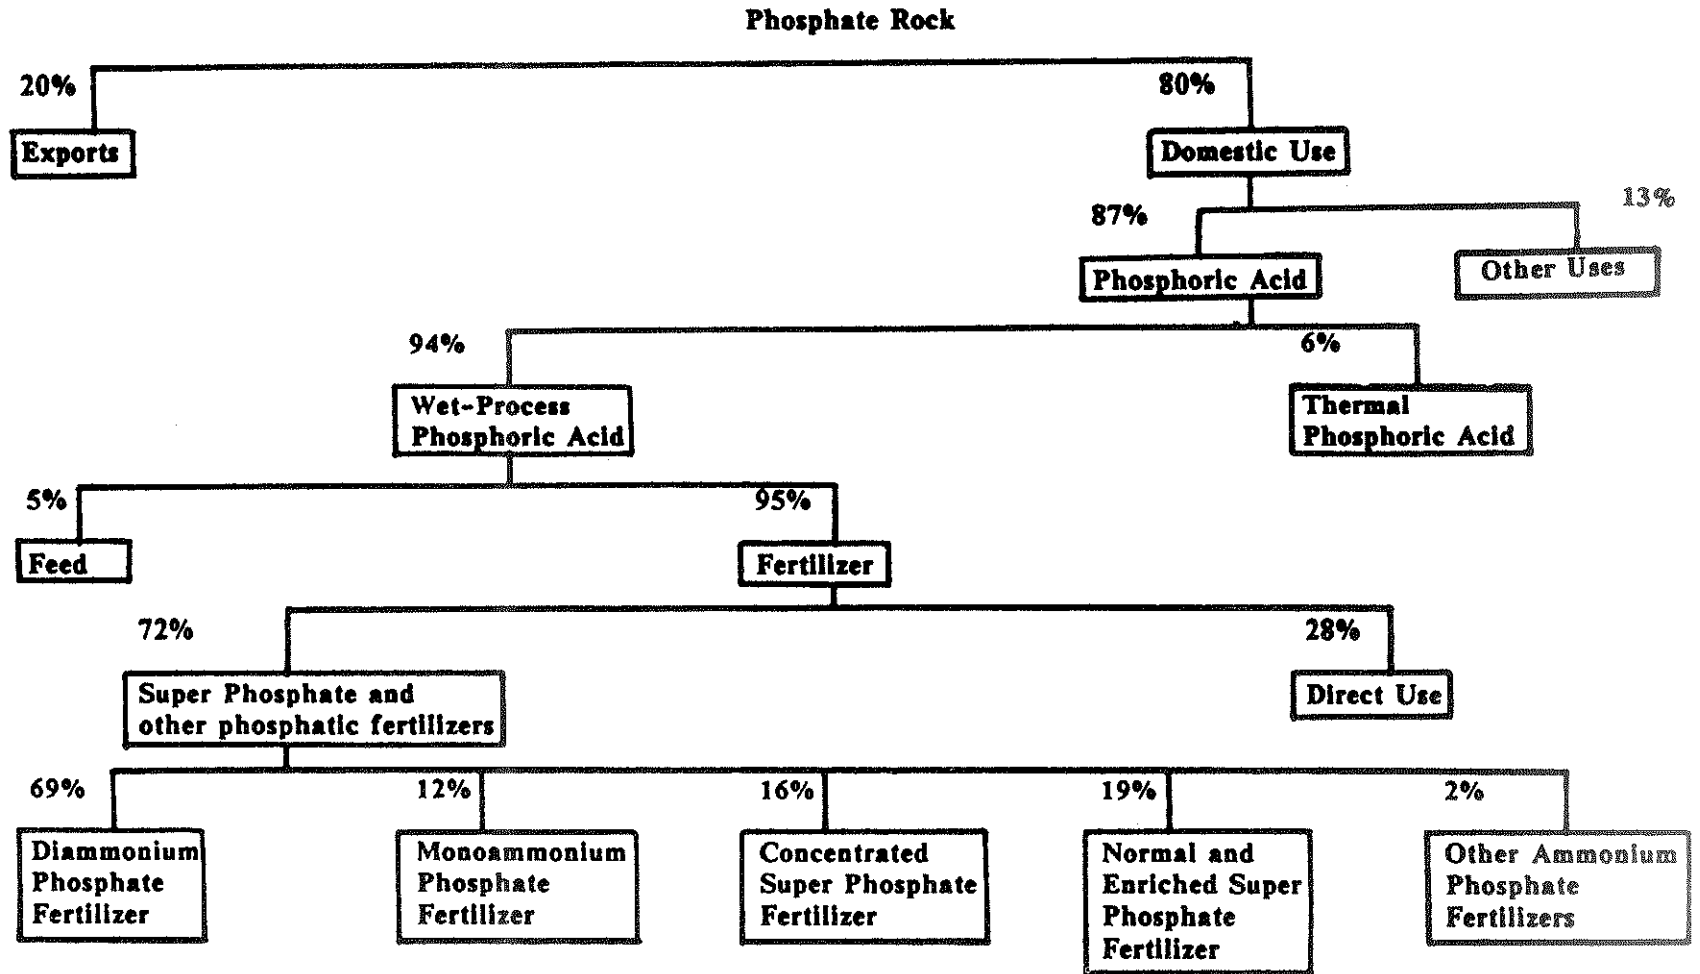 Phosphate Rock
20%
80%
Exports
Domestic Use
87%
13%
Phosphoric Acid
Other Uses
94%
6%
Wet-Process
Phosphoric Acid
Thermal
Phosphoric Acid
5%
95%
Feed
Fertilizer
72%
28%
Super Phosphate and
other phosphatic fertilizers
Direct Use
69%
12%
16%
19%
2%
Diammonium
Phosphate
Fertilizer
Monoammonium
Phosphate
Fertilizer
Concentrated
Super Phosphate
Fertilizer
Normal and
Enriched Super
Phosphate
Fertilizer
Other Ammonium
Phosphate
Fertilizers